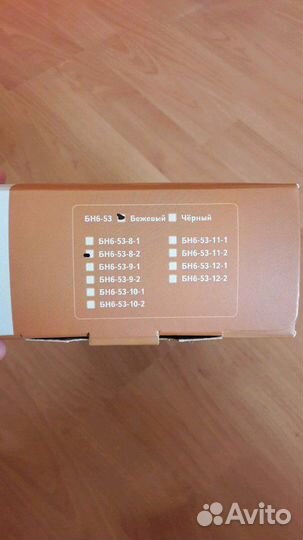 БН6-53 Бежевый Чёрный
БН6-53-8-1 БН6-53-11-1
БН6-53-8-2 БН6-53-11-2
БН6-53-9-1 БН6-53-12-1
БН6-53-9-2 БН6-53-12-2
БН6-53-10-1
БН6-53-10-2
Avito